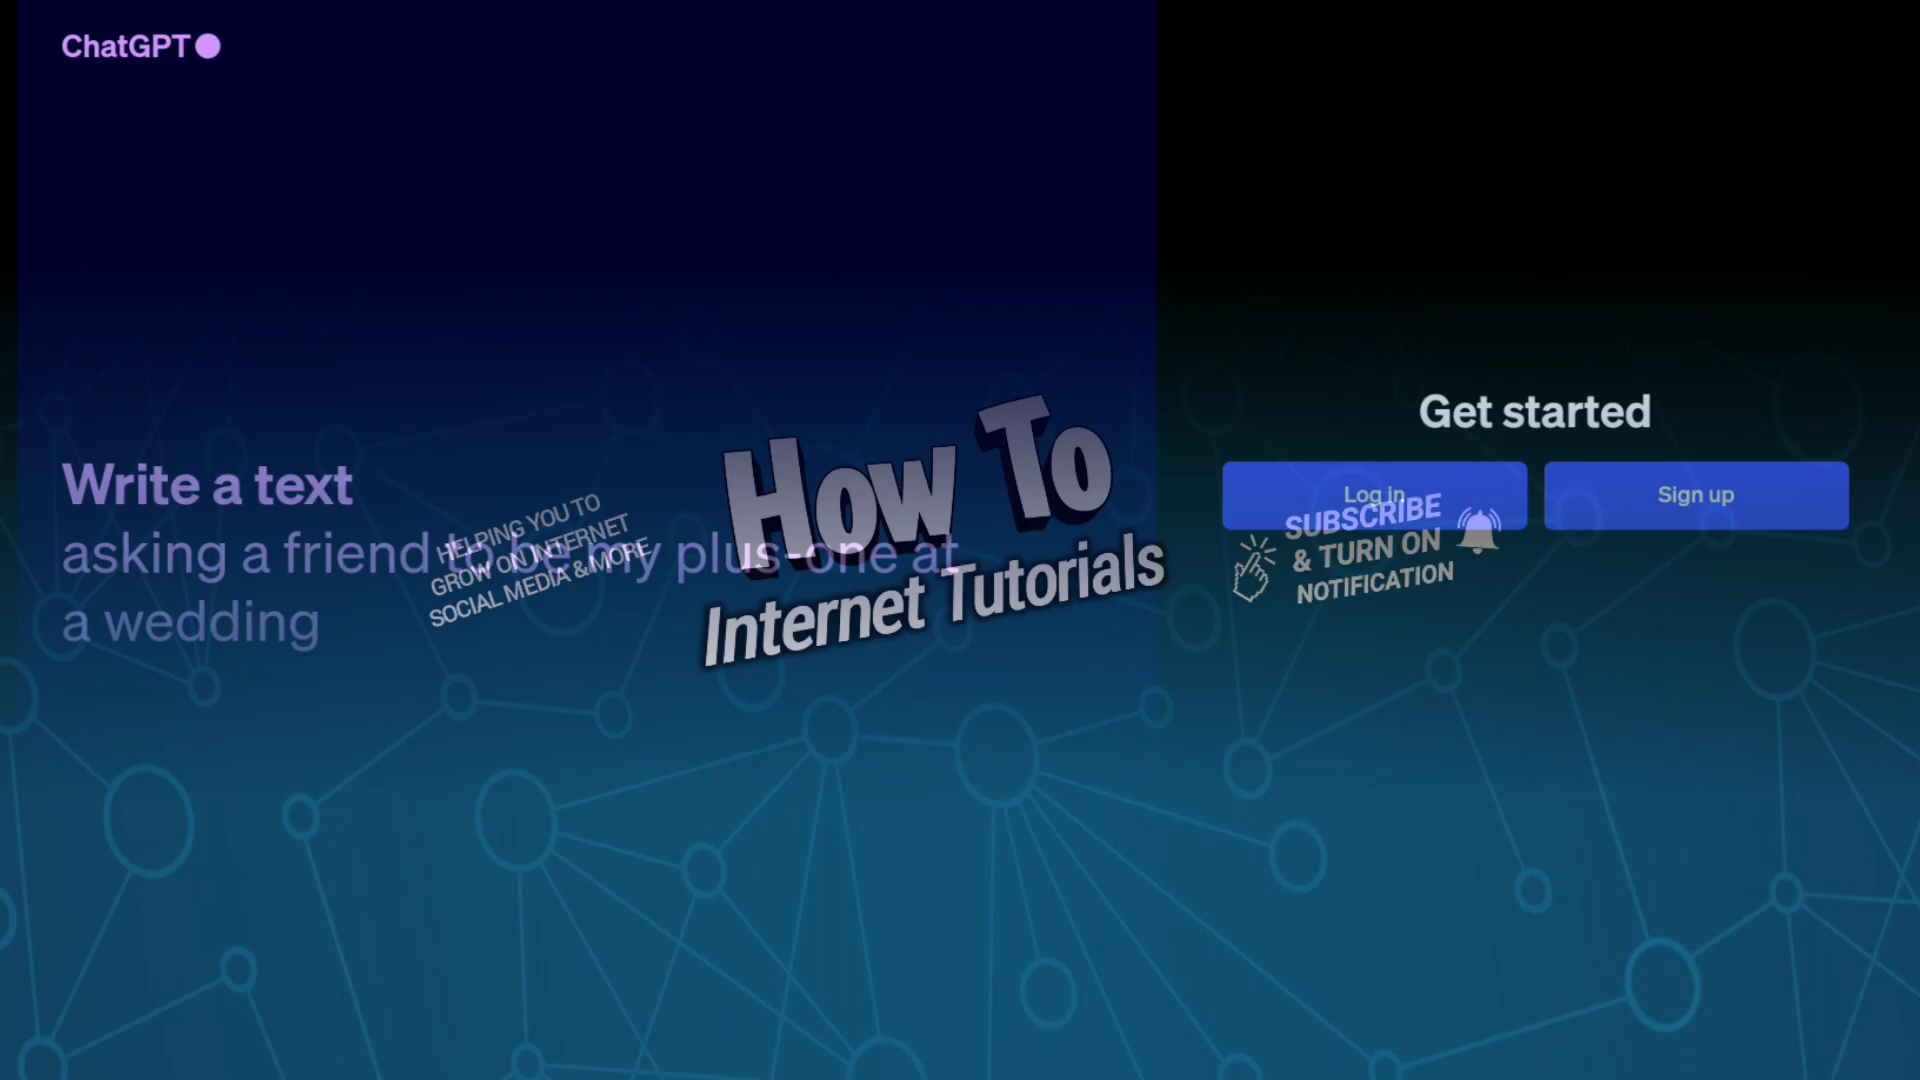 ChatGPT
Write a text
asking a friend to be my plus-one at
a wedding
HELPING YOU TO
GROW ON INTERNET
SOCIAL MEDIA & MORE
How To
Internet Tutorials
Get started
Log in
Sign up
SUBSCRIBE
& TURN ON
NOTIFICATION